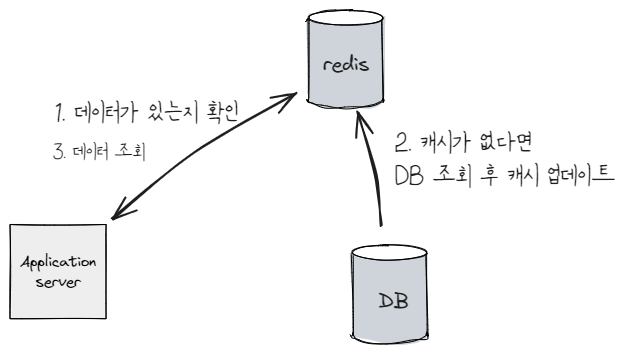 redis
1. 데이터가 있는지 확인
3. 데이터 조회
2. 캐시가 없다면
DB 조회 후 캐시 업데이트
Application
server
DB